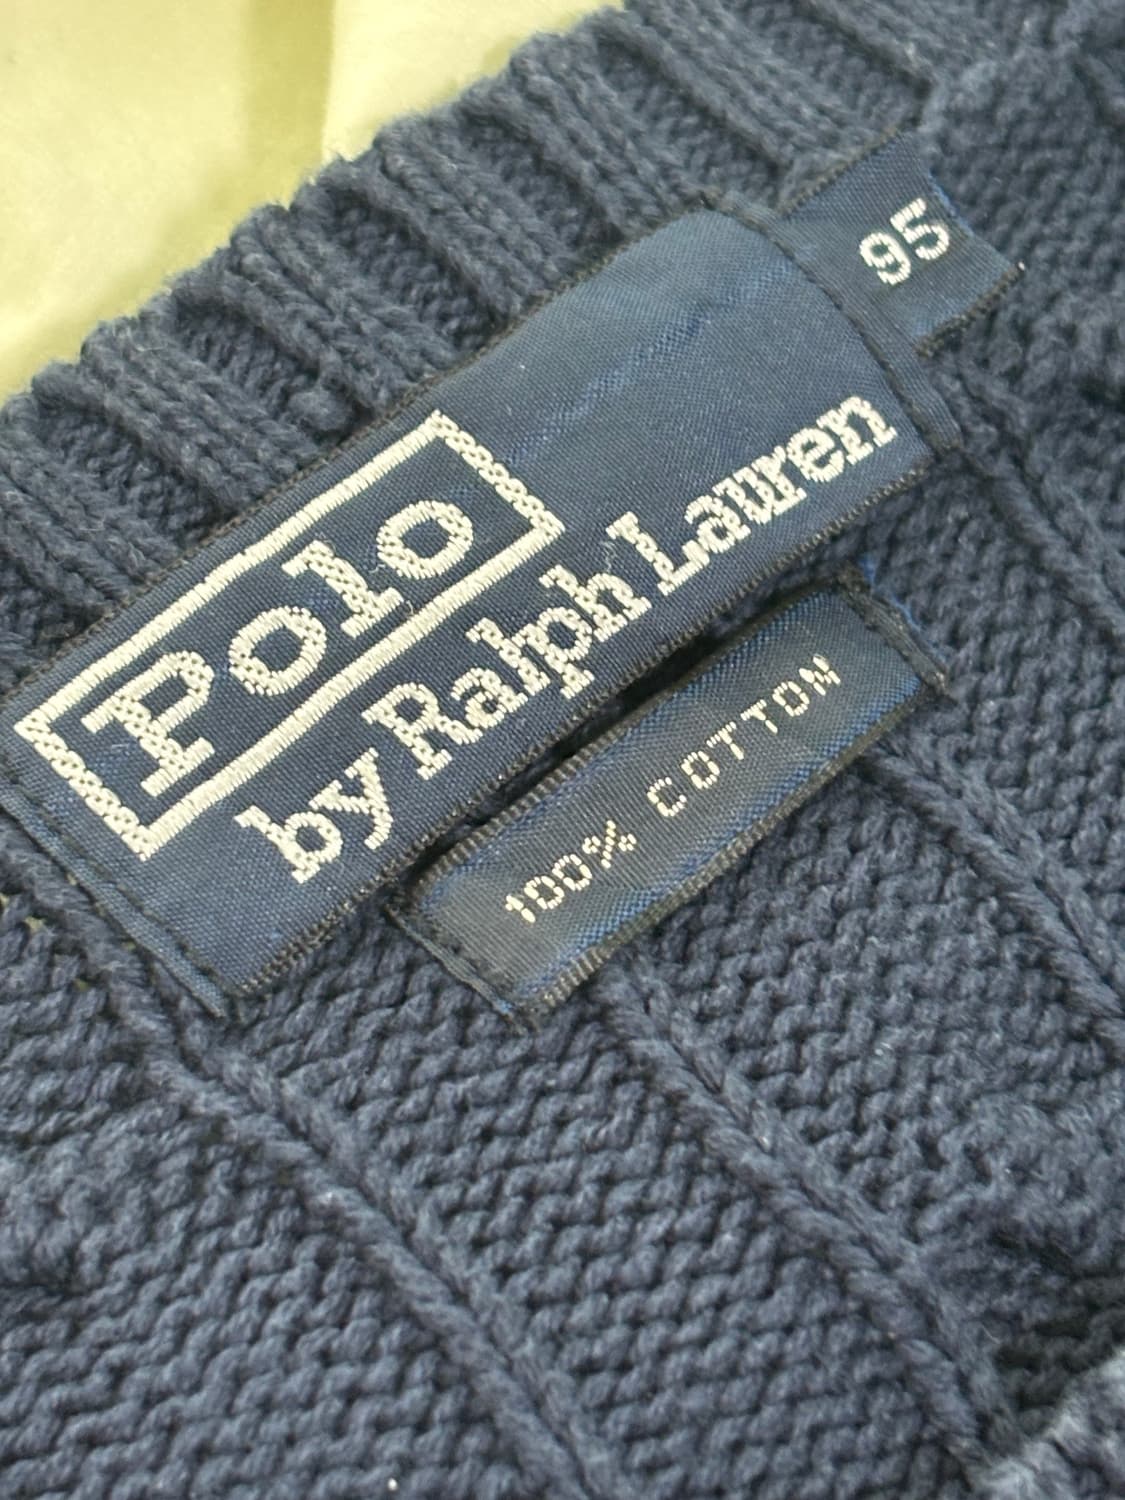 95
Polo
by Ralph Lauren
100% COTTON